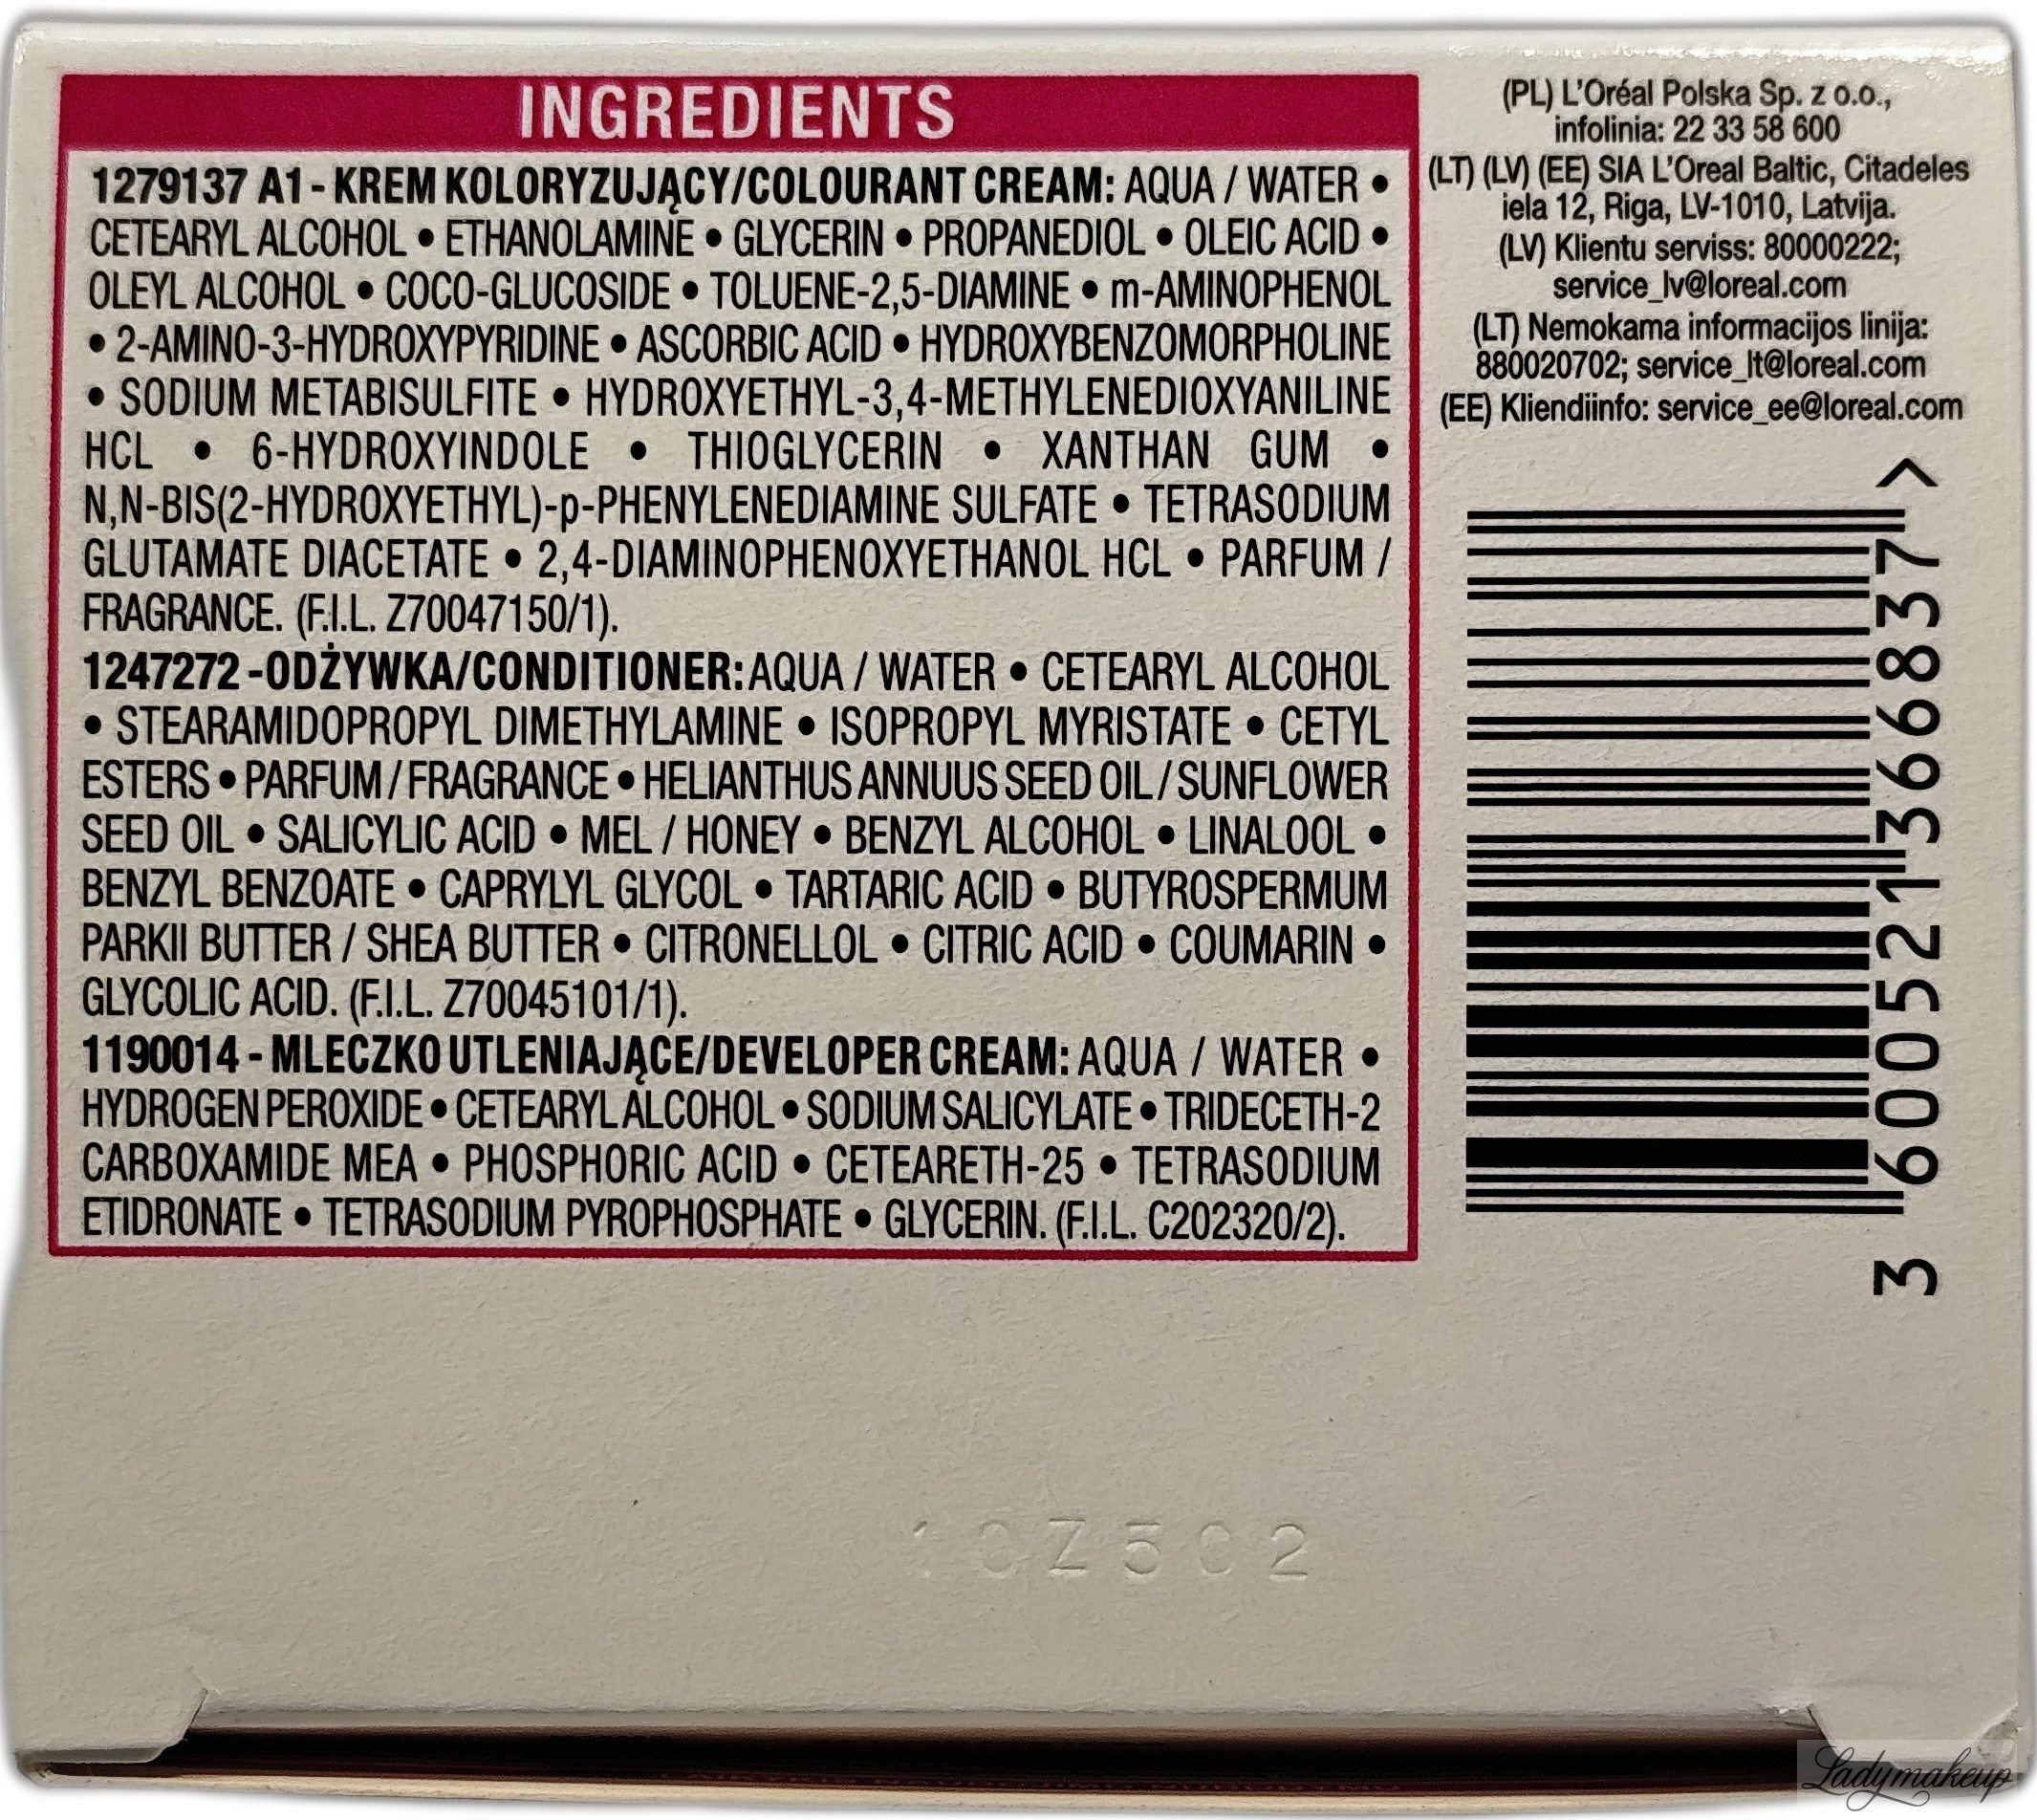 INGREDIENTS
1279137 A1 - KREM KOLORYZUJĄCY/COLOURANT CREAM: AQUA / WATER •
CETEARYL ALCOHOL • ETHANOLAMINE • GLYCERIN • PROPANEDIOL • OLEIC ACID •
OLEYL ALCOHOL • COCO-GLUCOSIDE • TOLUENE-2,5-DIAMINE • m-AMINOPHENOL
• 2-AMINO-3-HYDROXYPYRIDINE • ASCORBIC ACID • HYDROXYBENZOMORPHOLINE
• SODIUM METABISULFITE • HYDROXYETHYL-3,4-METHYLENEDIOXYANILINE
HCL • 6-HYDROXYINDOLE • THIOGLYCERIN • XANTHAN GUM •
N,N-BIS(2-HYDROXYETHYL)-p-PHENYLENEDIAMINE SULFATE • TETRASODIUM
GLUTAMATE DIACETATE • 2,4-DIAMINOPHENOXYETHANOL HCL • PARFUM /
FRAGRANCE. (F.I.L. Z70047150/1).
1247272 -ODŻYWKA/CONDITIONER: AQUA / WATER • CETEARYL ALCOHOL
• STEARAMIDOPROPYL DIMETHYLAMINE • ISOPROPYL MYRISTATE • CETYL
ESTERS • PARFUM / FRAGRANCE • HELIANTHUS ANNUUS SEED OIL / SUNFLOWER
SEED OIL • SALICYLIC ACID • MEL / HONEY • BENZYL ALCOHOL • LINALOOL •
BENZYL BENZOATE • CAPRYLYL GLYCOL • TARTARIC ACID • BUTYROSPERMUM
PARKII BUTTER / SHEA BUTTER • CITRONELLOL • CITRIC ACID • COUMARIN •
GLYCOLIC ACID. (F.I.L. Z70045101/1).
1190014 - MLECZKO UTLENIAJĄCE/DEVELOPER CREAM: AQUA / WATER •
HYDROGEN PEROXIDE • CETEARYL ALCOHOL • SODIUM SALICYLATE • TRIDECETH-2
CARBOXAMIDE MEA • PHOSPHORIC ACID • CETEARETH-25 • TETRASODIUM
ETIDRONATE • TETRASODIUM PYROPHOSPHATE • GLYCERIN. (F.I.L. C202320/2).
(PL) L'Oréal Polska Sp. z o.o.,
infolinia: 22 33 58 600
(LT) (LV) (EE) SIA L'Oreal Baltic, Citadeles
iela 12, Riga, LV-1010, Latvija.
(LV) Klientu serviss: 80000222;
service_lv@loreal.com
(LT) Nemokama informacijos linija:
880020702; service_lt@loreal.com
(EE) Kliendiinfo: service_ee@loreal.com
3 600521 366837 >
Ladymakeup